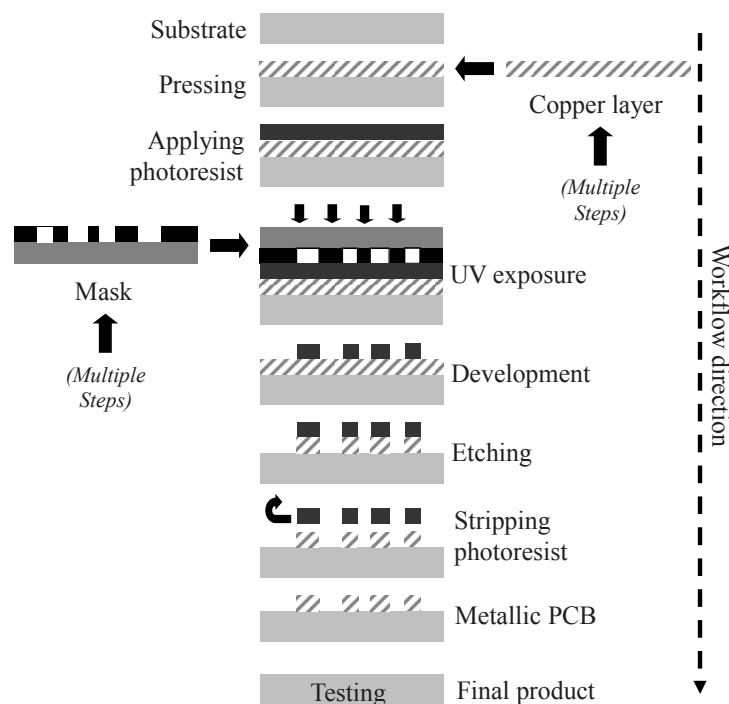 Substrate
Pressing
Copper layer
Applying
photoresist
(Multiple
Steps)
UV exposure
Mask
(Multiple
Steps)
Workflow direction
Development
Etching
Stripping
photoresist
Metallic PCB
Testing
Final product